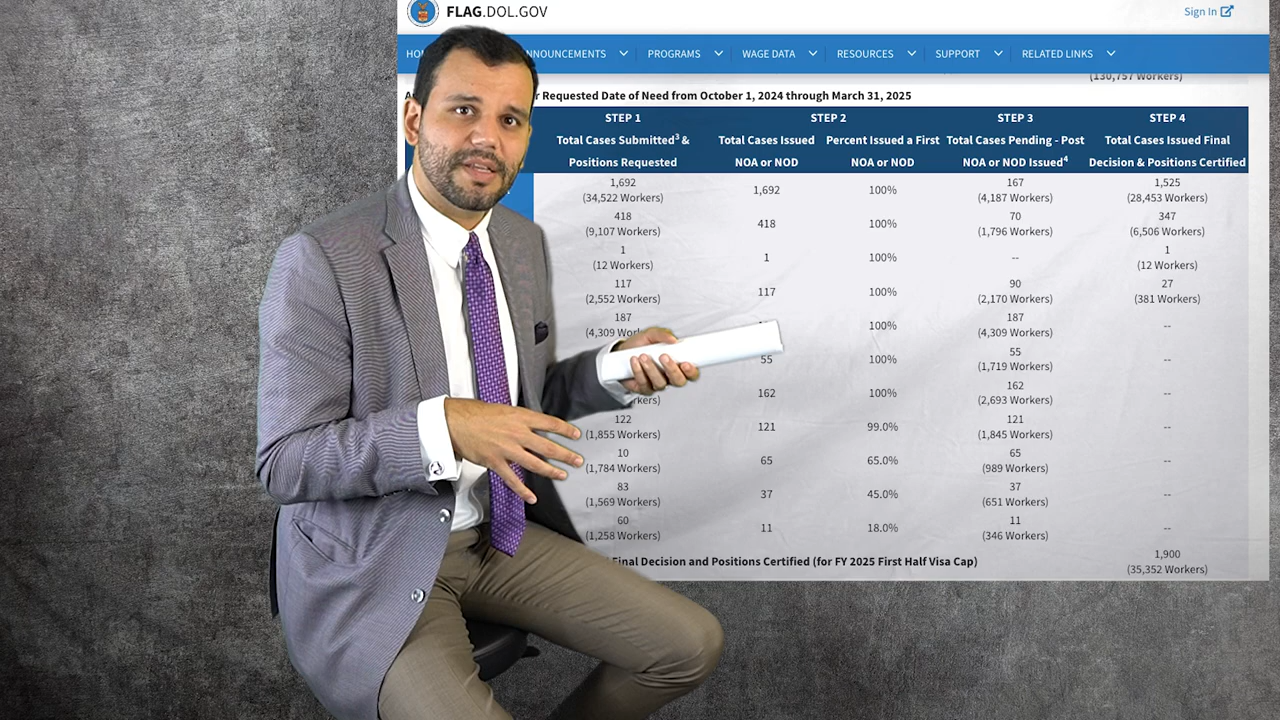 FLAG.DOL.GOV
Sign In
PROGRAMS WAGE DATA RESOURCES SUPPORT RELATED LINKS
(130,757 Workers)
Requested Date of Need from October 1, 2024 through March 31, 2025
STEP 1 STEP 2 STEP 3 STEP 4
Total Cases Submitted³ & Total Cases Issued Percent Issued a First Total Cases Pending - Post Total Cases Issued Final
Positions Requested NOA or NOD NOA or NOD NOA or NOD Issued⁴ Decision & Positions Certified
1,692 1,692 100% 167 1,525
(34,522 Workers) (4,187 Workers) (28,453 Workers)
418 418 100% 70 347
(9,107 Workers) (1,796 Workers) (6,506 Workers)
1 1 100% -- 1
(12 Workers) (12 Workers)
117 117 100% 90 27
(2,552 Workers) (2,170 Workers) (381 Workers)
187 100% 187 --
(4,309 (4,309 Workers)
55 100% 55 --
(1,719 Workers)
162 100% 162 --
(2,693 Workers)
122 121 99.0% 121 --
(1,855 Workers) (1,845 Workers)
10 65 65.0% 65 --
(1,784 Workers) (989 Workers)
83 37 45.0% 37 --
(1,569 Workers) (651 Workers)
60 11 18.0% 11 --
(1,258 Workers) (346 Workers)
Final Decision and Positions Certified (for FY 2025 First Half Visa Cap) 1,900
(35,352 Workers)